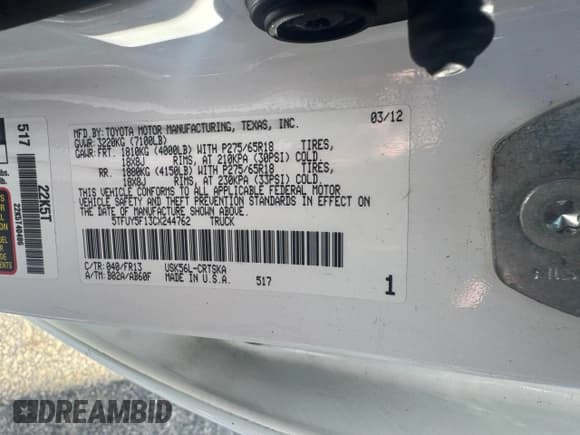 MFD.BY: TOYOTA MOTOR MANUFACTURING, TEXAS, INC. 03/12
GVWR: 3220KG (7100LB)
GAWR: FRT. 1810KG (4000LB) WITH P275/65R18 TIRES,
18X8J RIMS, AT 210KPA (30PSI) COLD.
RR. 1880KG (4150LB) WITH P275/65R18 TIRES,
18X8J RIMS, AT 230KPA (33PSI) COLD.
THIS VEHICLE CONFORMS TO ALL APPLICABLE FEDERAL MOTOR
VEHICLE SAFETY AND THEFT PREVENTION STANDARDS IN EFFECT ON
THE DATE OF MANUFACTURE SHOWN ABOVE.
5TFUY5F13CX244762 TRUCK
C/TR: 040/FR13 USK56L-CRTSKA
A/TM: B02A/AB60F MADE IN U.S.A. 517
1
517
22K5T
22K5T40406
DREAMBID